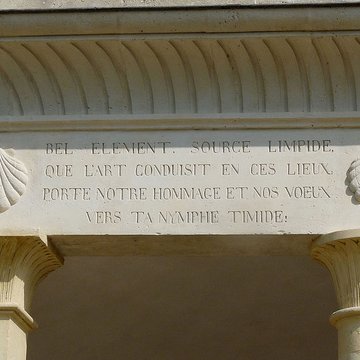 BEL ELEMENT, SOURCE LIMPIDE,
QUE L'ART CONDUISIT EN CES LIEUX,
PORTE NOTRE HOMMAGE ET NOS VOEUX
VERS TA NYMPHE TIMIDE: